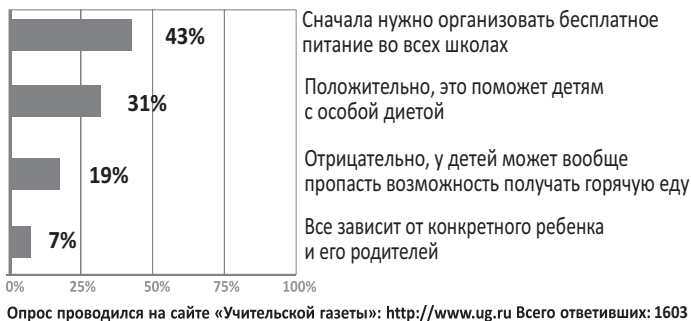 43%
Сначала нужно организовать бесплатное
питание во всех школах
31%
Положительно, это поможет детям
с особой диетой
19%
Отрицательно, у детей может вообще
пропасть возможность получать горячую еду
7%
Все зависит от конкретного ребенка
и его родителей
0% 25% 50% 75% 100%
Опрос проводился на сайте «Учительской газеты»: http://www.ug.ru Всего ответивших: 1603